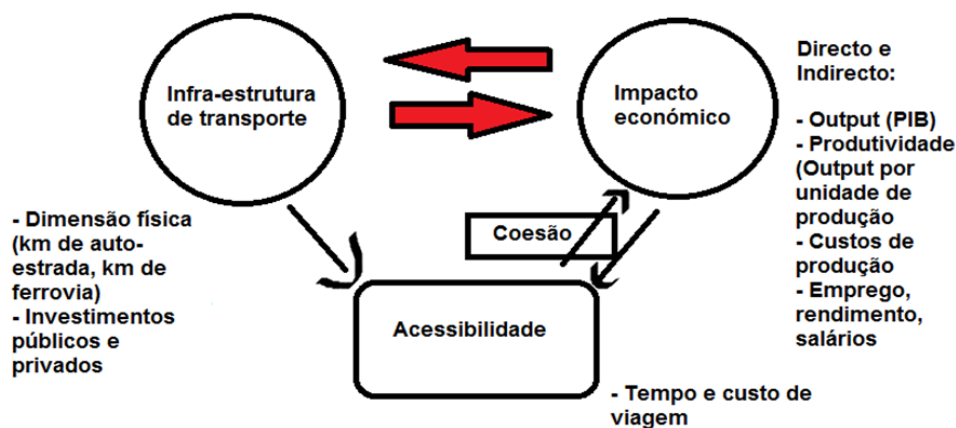 Infra-estrutura
de transporte
Impacto
económico
Directo e
Indirecto:
- Output (PIB)
- Produtividade
(Output por
unidade de
produção
- Custos de
produção
- Emprego,
rendimento,
salários
- Dimensão física
(km de auto-
estrada, km de
ferrovia)
- Investimentos
públicos e
privados
Coesão
Acessibilidade
- Tempo e custo de
viagem